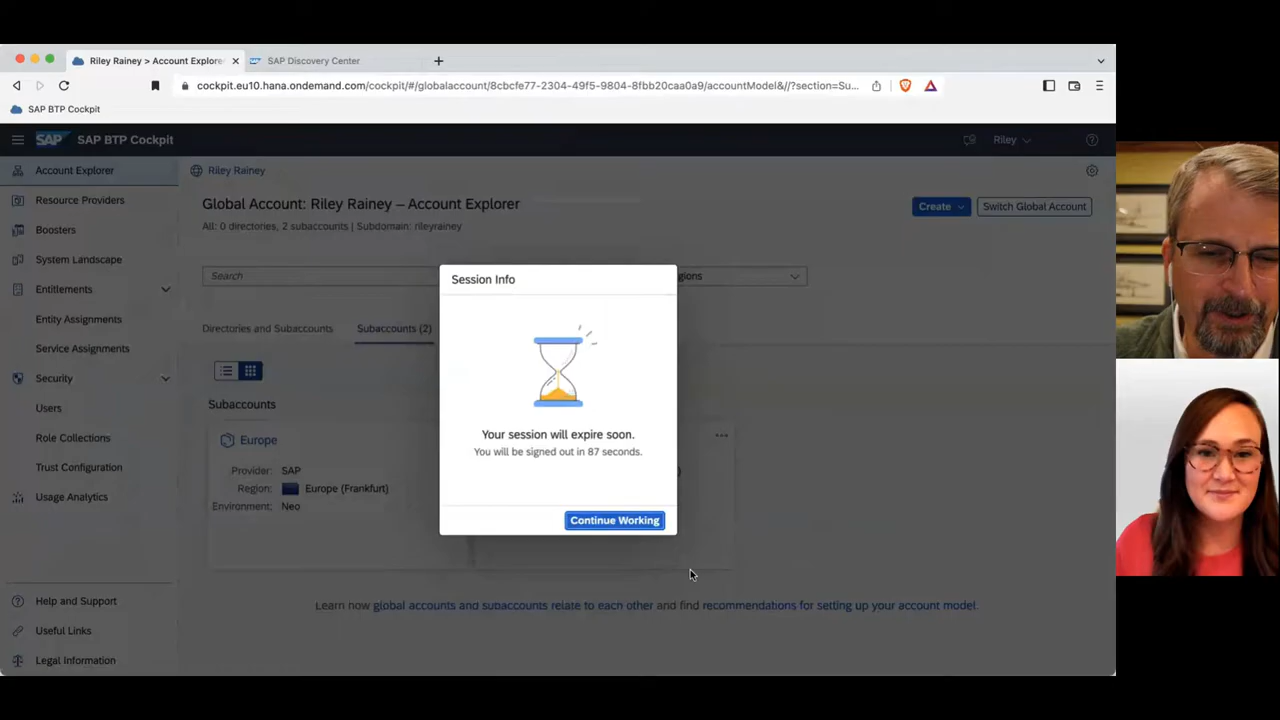 Riley Rainey > Account Explore
SAP Discovery Center
cockpit.eu10.hana.ondemand.com/cockpit/#/globalaccount/8cbcfe77-2304-49f5-9804-8fbb20caa0a9/accountModel&//?section=Su...
SAP BTP Cockpit
SAP SAP BTP Cockpit
Riley
Account Explorer
Resource Providers
Boosters
System Landscape
Entitlements
Entity Assignments
Service Assignments
Security
Users
Role Collections
Trust Configuration
Usage Analytics
Help and Support
Useful Links
Legal Information
Riley Rainey
Global Account: Riley Rainey – Account Explorer
All: 0 directories, 2 subaccounts | Subdomain: rileyrainey
Create
Switch Global Account
Search
gions
Directories and Subaccounts
Subaccounts (2)
Subaccounts
Europe
Provider: SAP
Region: Europe (Frankfurt)
Environment: Neo
Session Info
Your session will expire soon.
You will be signed out in 87 seconds.
Continue Working
Learn how global accounts and subaccounts relate to each other and find recommendations for setting up your account model.